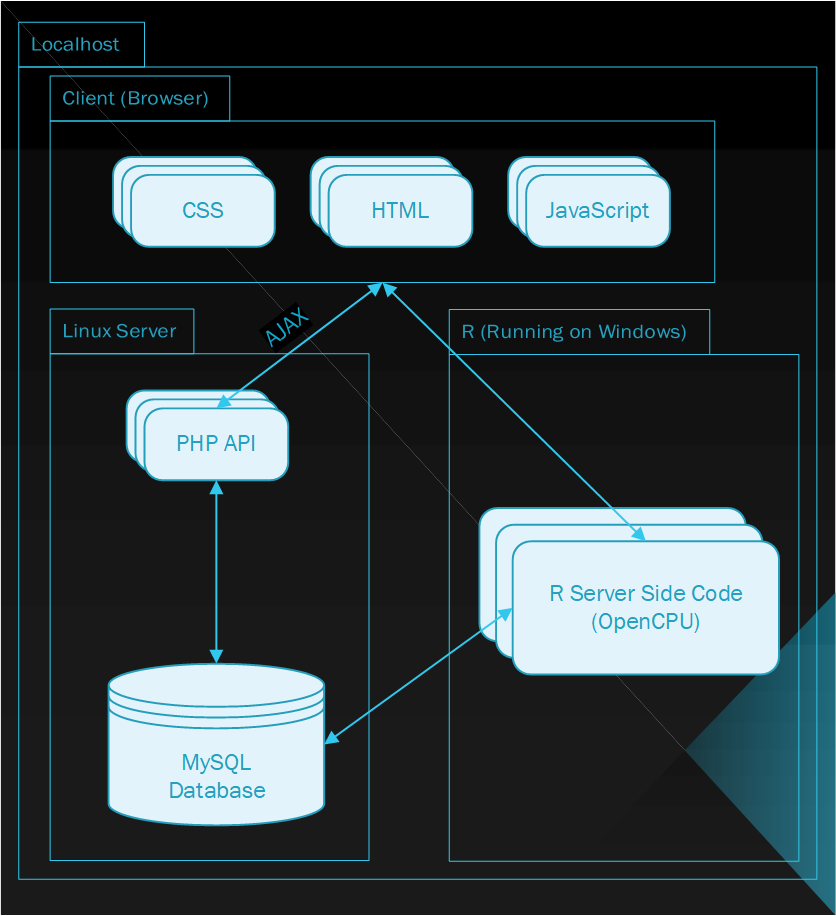 Localhost
Client (Browser)
CSS
HTML
JavaScript
AJAX
Linux Server
R (Running on Windows)
PHP API
R Server Side Code
(OpenCPU)
MySQL
Database